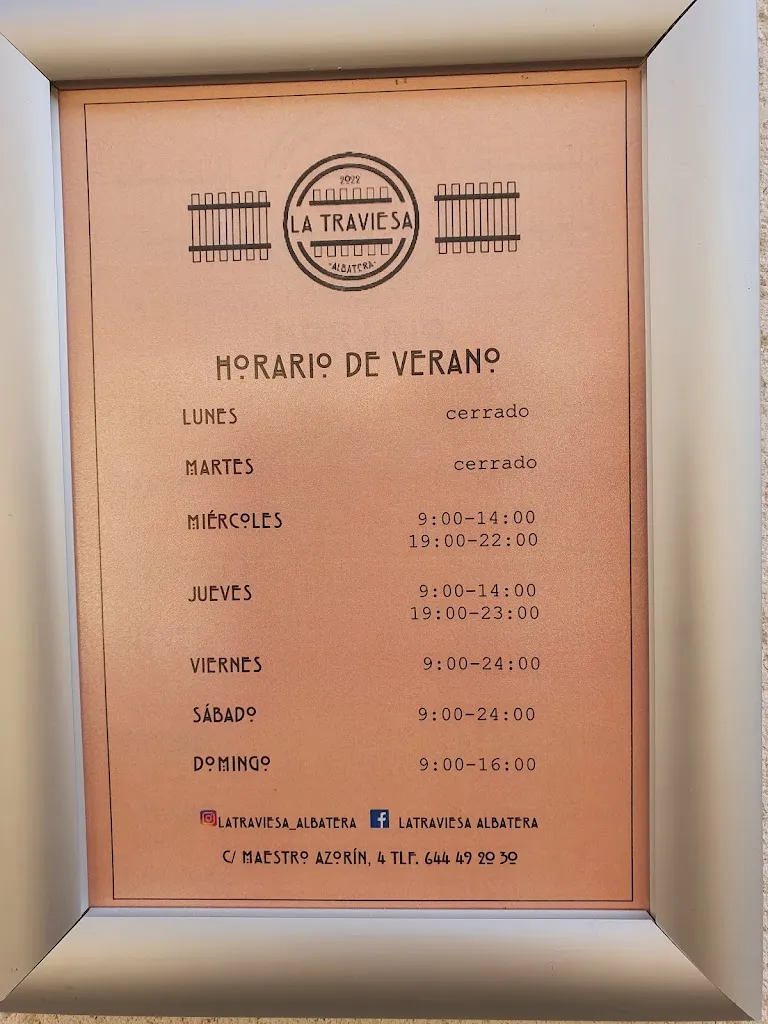 2022
LA TRAVIESA
·ALBATERA·
HORARIO DE VERANO
LUNES cerrado
MARTES cerrado
MIÉRCOLES 9:00-14:00
19:00-22:00
JUEVES 9:00-14:00
19:00-23:00
VIERNES 9:00-24:00
SÁBADO 9:00-24:00
DOMINGO 9:00-16:00
LATRAVIESA_ALBATERA LATRAVIESA ALBATERA
C/ MAESTRO AZORÍN, 4 TLF. 644 49 20 30